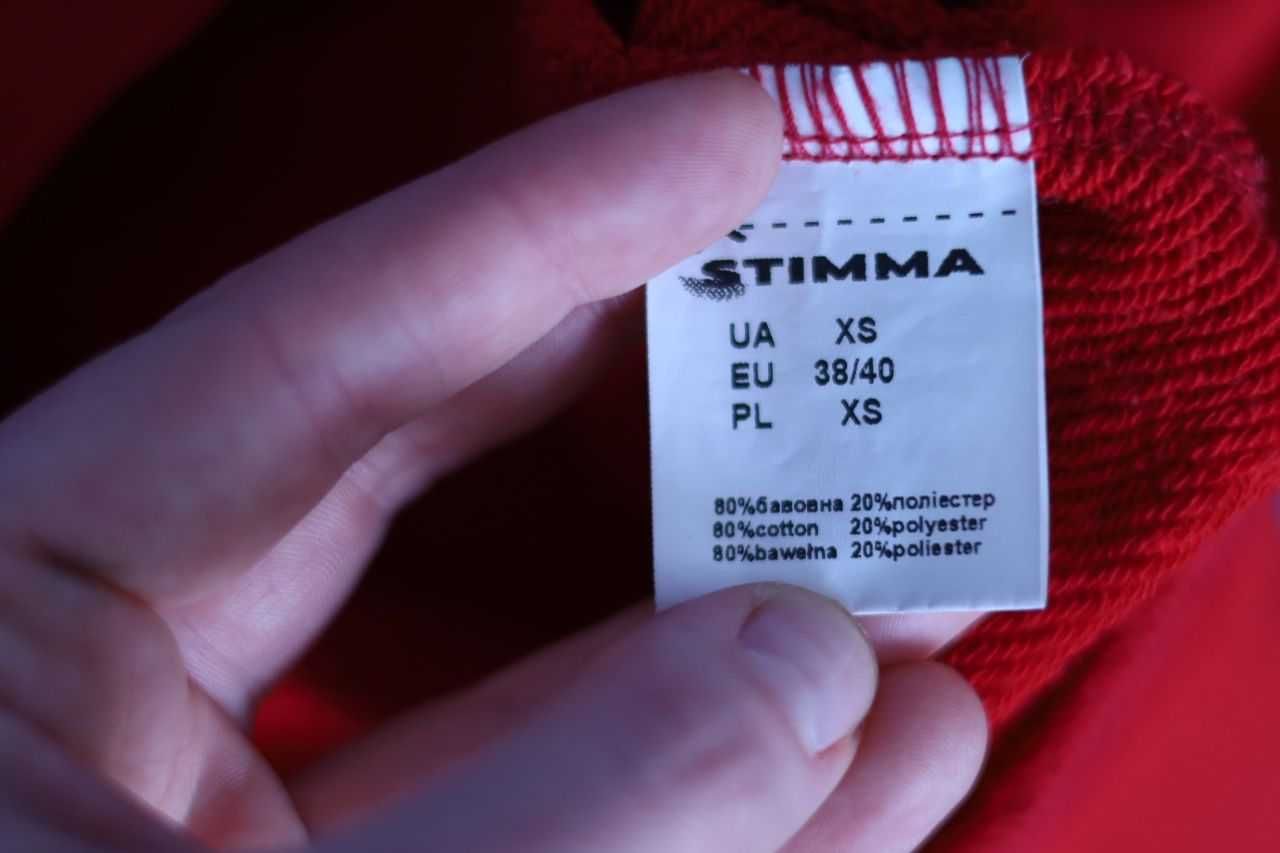 STIMMA
UA XS
EU 38/40
PL XS
80%бавовна 20%поліестер
80%cotton 20%polyester
80%bawełna 20%poliester